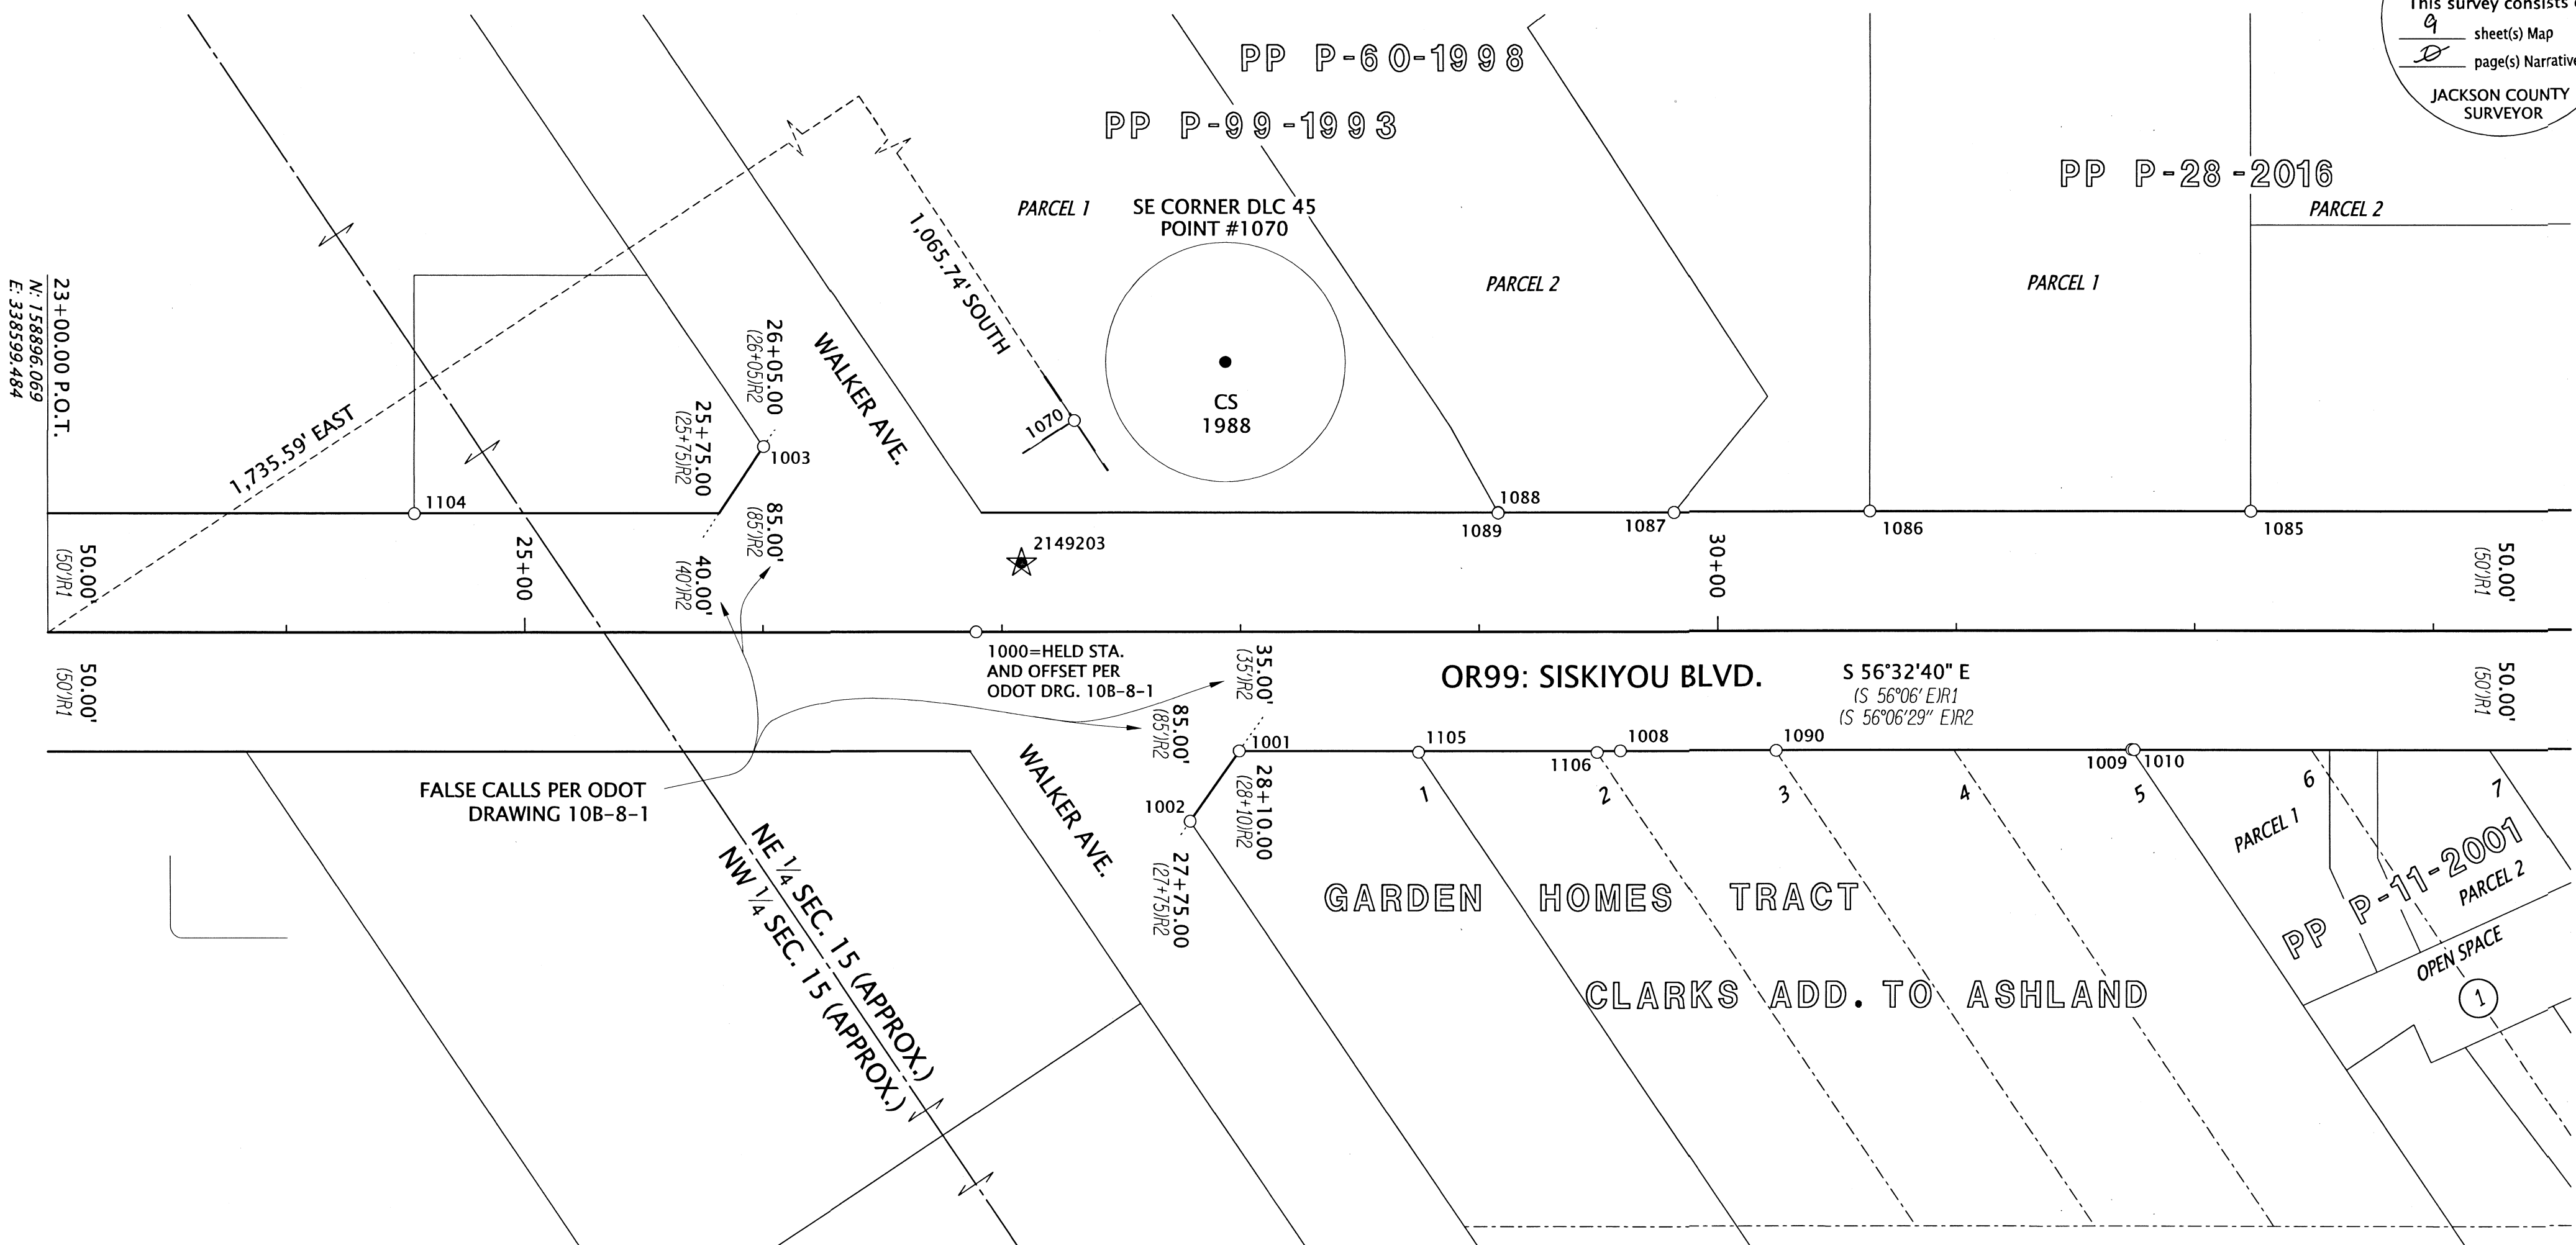 This survey consists
9 sheet(s) Map
0 page(s) Narrative
JACKSON COUNTY
SURVEYOR
PP P-60-1998
PP P-99-1993
PP P-28-2016
PARCEL 2
PARCEL 1
SE CORNER DLC 45
POINT #1070
CS
1988
PARCEL 1
PARCEL 2
PARCEL 1
1,065.74' SOUTH
1070
WALKER AVE.
23+00.00 P.O.T.
N: 158896.069
E: 338599.484
1,735.59' EAST
26+05.00
(26+05)R2
25+75.00
(25+75)R2
1003
1104
85.00'
(85')R2
40.00'
(40')R2
2149203
1088
1089
1087
1086
1085
50.00'
(50')R1
25+00
30+00
50.00'
(50')R1
50.00'
(50')R1
1000=HELD STA.
AND OFFSET PER
ODOT DRG. 10B-8-1
35.00'
(35')R2
85.00'
(85')R2
OR99: SISKIYOU BLVD.
S 56°32'40" E
(S 56°06' E)R1
(S 56°06'29" E)R2
50.00'
(50')R1
1001
1105
1106
1008
1090
1009
1010
FALSE CALLS PER ODOT
DRAWING 10B-8-1
WALKER AVE.
1002
28+10.00
(28+10)R2
27+75.00
(27+75)R2
1
2
3
4
5
6
7
PARCEL 1
PP P-11-2001
PARCEL 2
OPEN SPACE
1
NE 1/4 SEC. 15 (APPROX.)
NW 1/4 SEC. 15 (APPROX.)
GARDEN HOMES TRACT
CLARKS ADD. TO ASHLAND